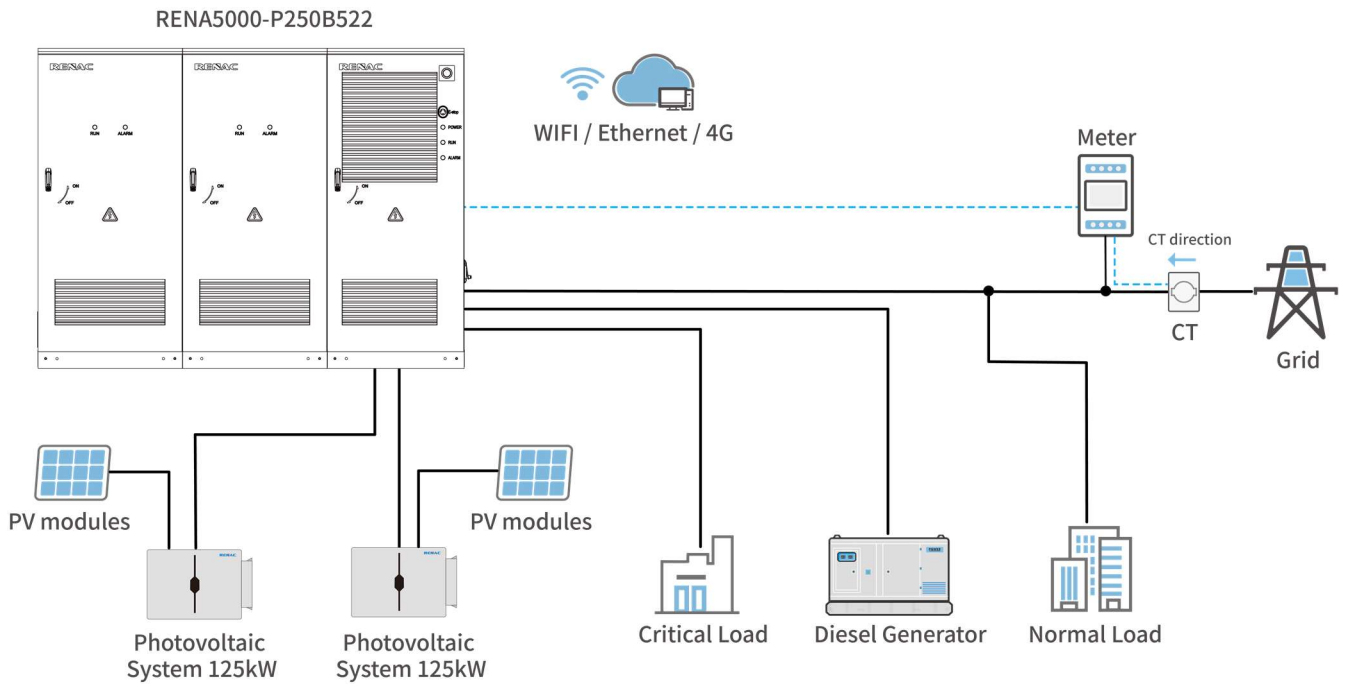 RENA5000-P250B522
RENAC
RENAC
RENAC
RUN
ALARM
RUN
ALARM
E-stop
POWER
RUN
ALARM
ON
OFF
ON
OFF
ON
OFF
WIFI / Ethernet / 4G
Meter
CT direction
CT
Grid
PV modules
PV modules
RENAC
RENAC
Photovoltaic
System 125kW
Photovoltaic
System 125kW
Critical Load
Diesel Generator
Normal Load